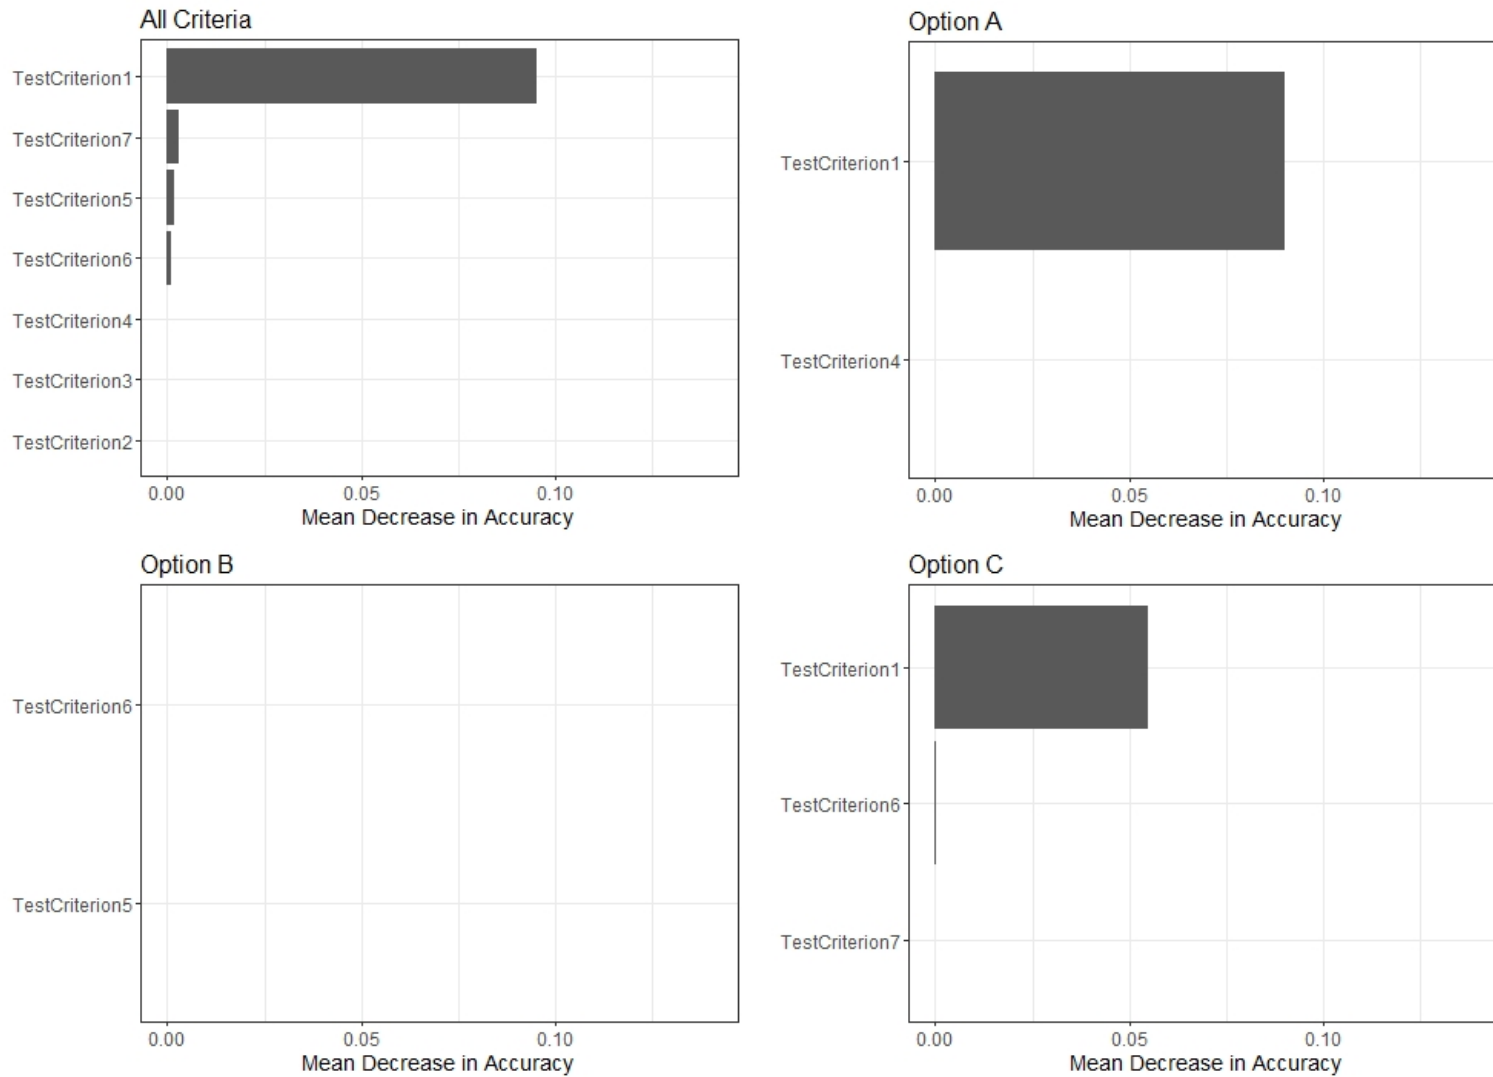 All Criteria
TestCriterion1
TestCriterion7
TestCriterion5
TestCriterion6
TestCriterion4
TestCriterion3
TestCriterion2
0.00 0.05 0.10
Mean Decrease in Accuracy
Option A
TestCriterion1
TestCriterion4
0.00 0.05 0.10
Mean Decrease in Accuracy
Option B
TestCriterion6
TestCriterion5
0.00 0.05 0.10
Mean Decrease in Accuracy
Option C
TestCriterion1
TestCriterion6
TestCriterion7
0.00 0.05 0.10
Mean Decrease in Accuracy